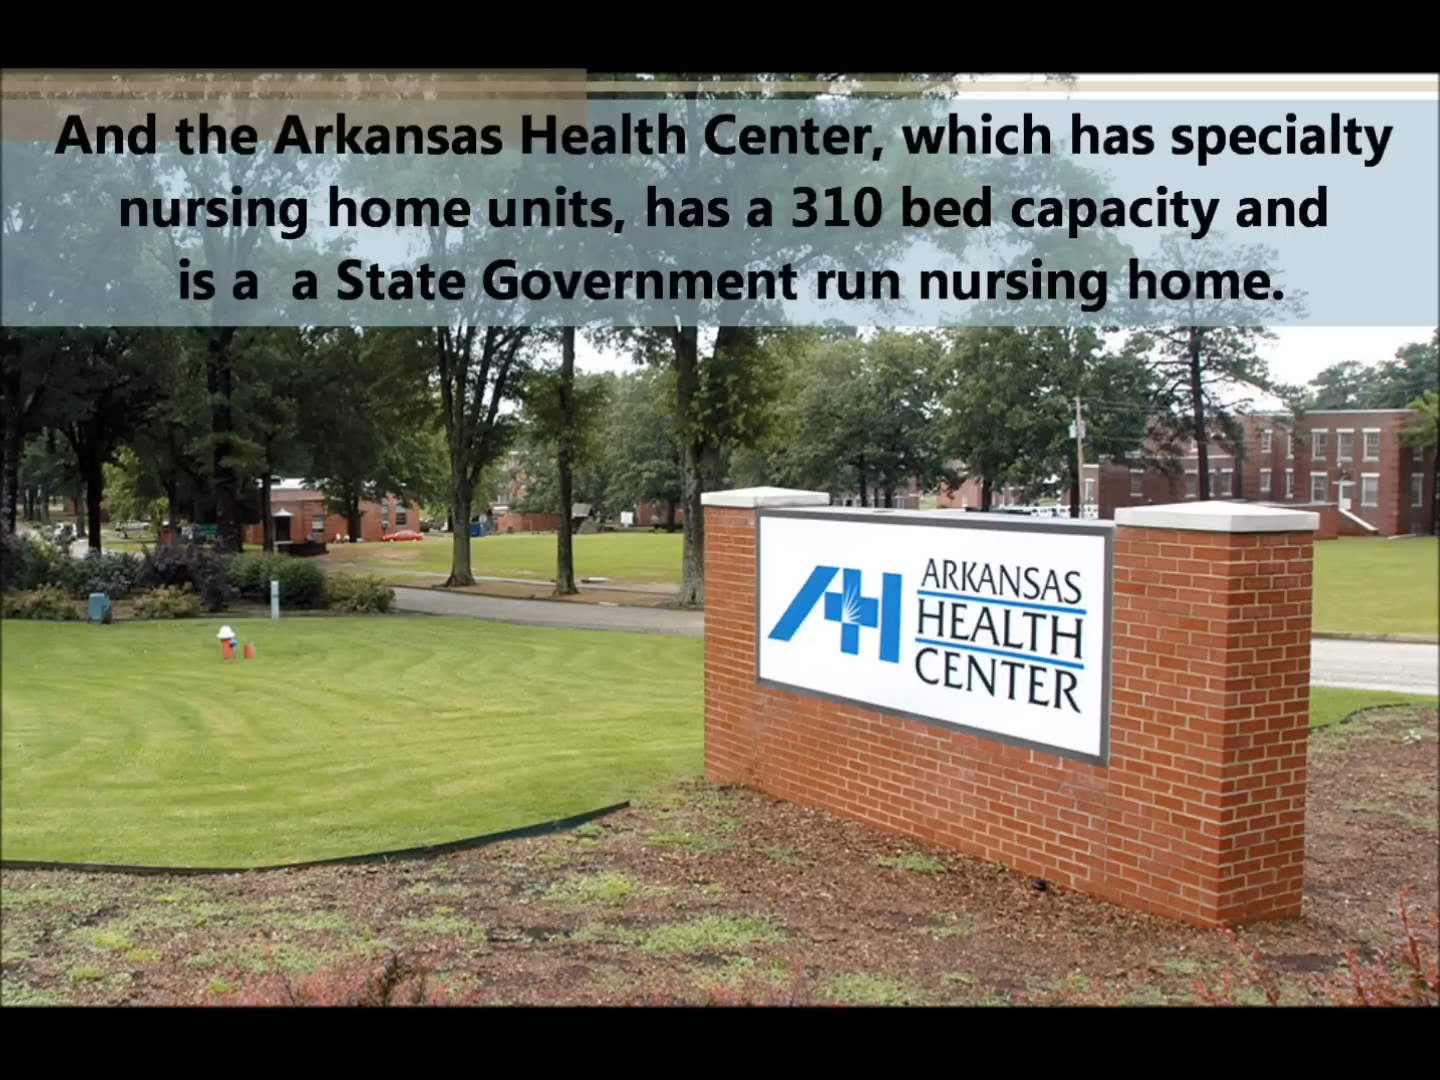 And the Arkansas Health Center, which has specialty
nursing home units, has a 310 bed capacity and
is a  a State Government run nursing home.
AH
ARKANSAS
HEALTH
CENTER